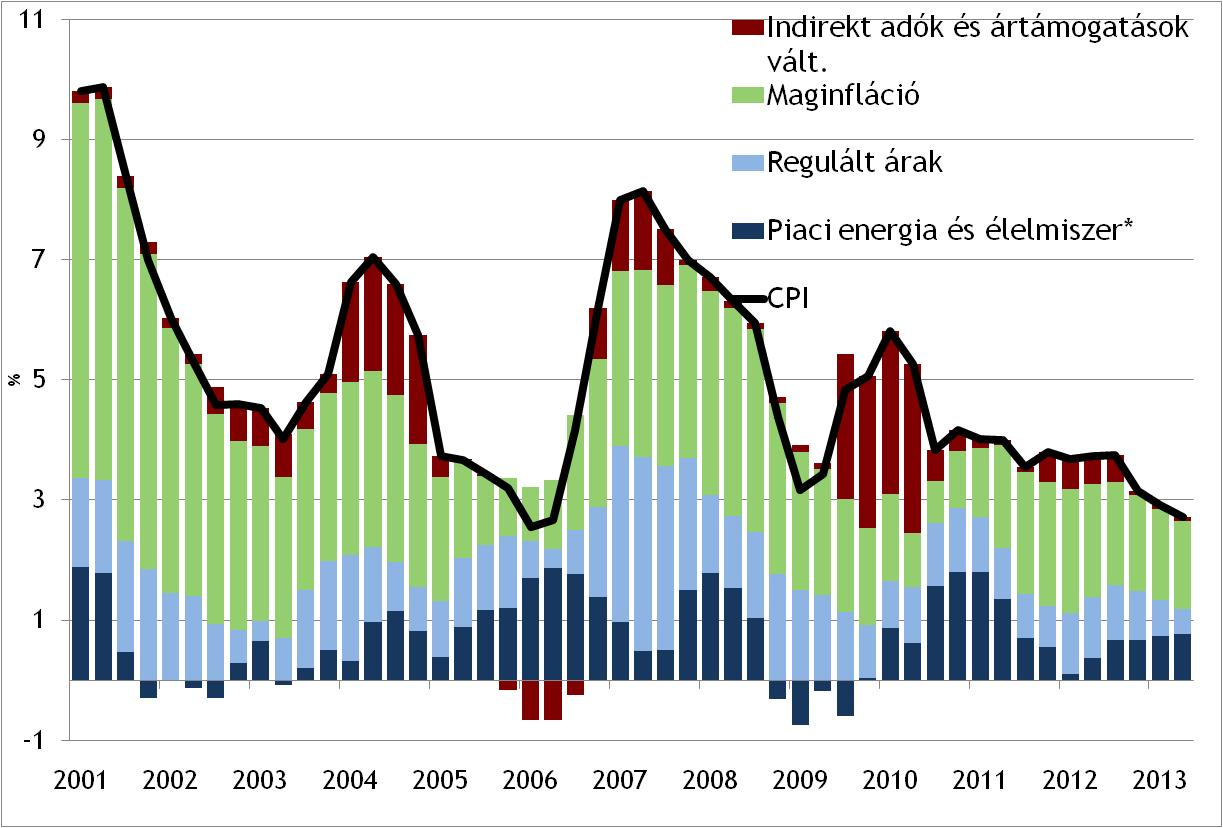 11
9
7
5
3
1
-1
%
Indirekt adók és ártámogatások
vált.
Maginfláció
Regulált árak
Piaci energia és élelmiszer*
CPI
2001 2002 2003 2004 2005 2006 2007 2008 2009 2010 2011 2012 2013